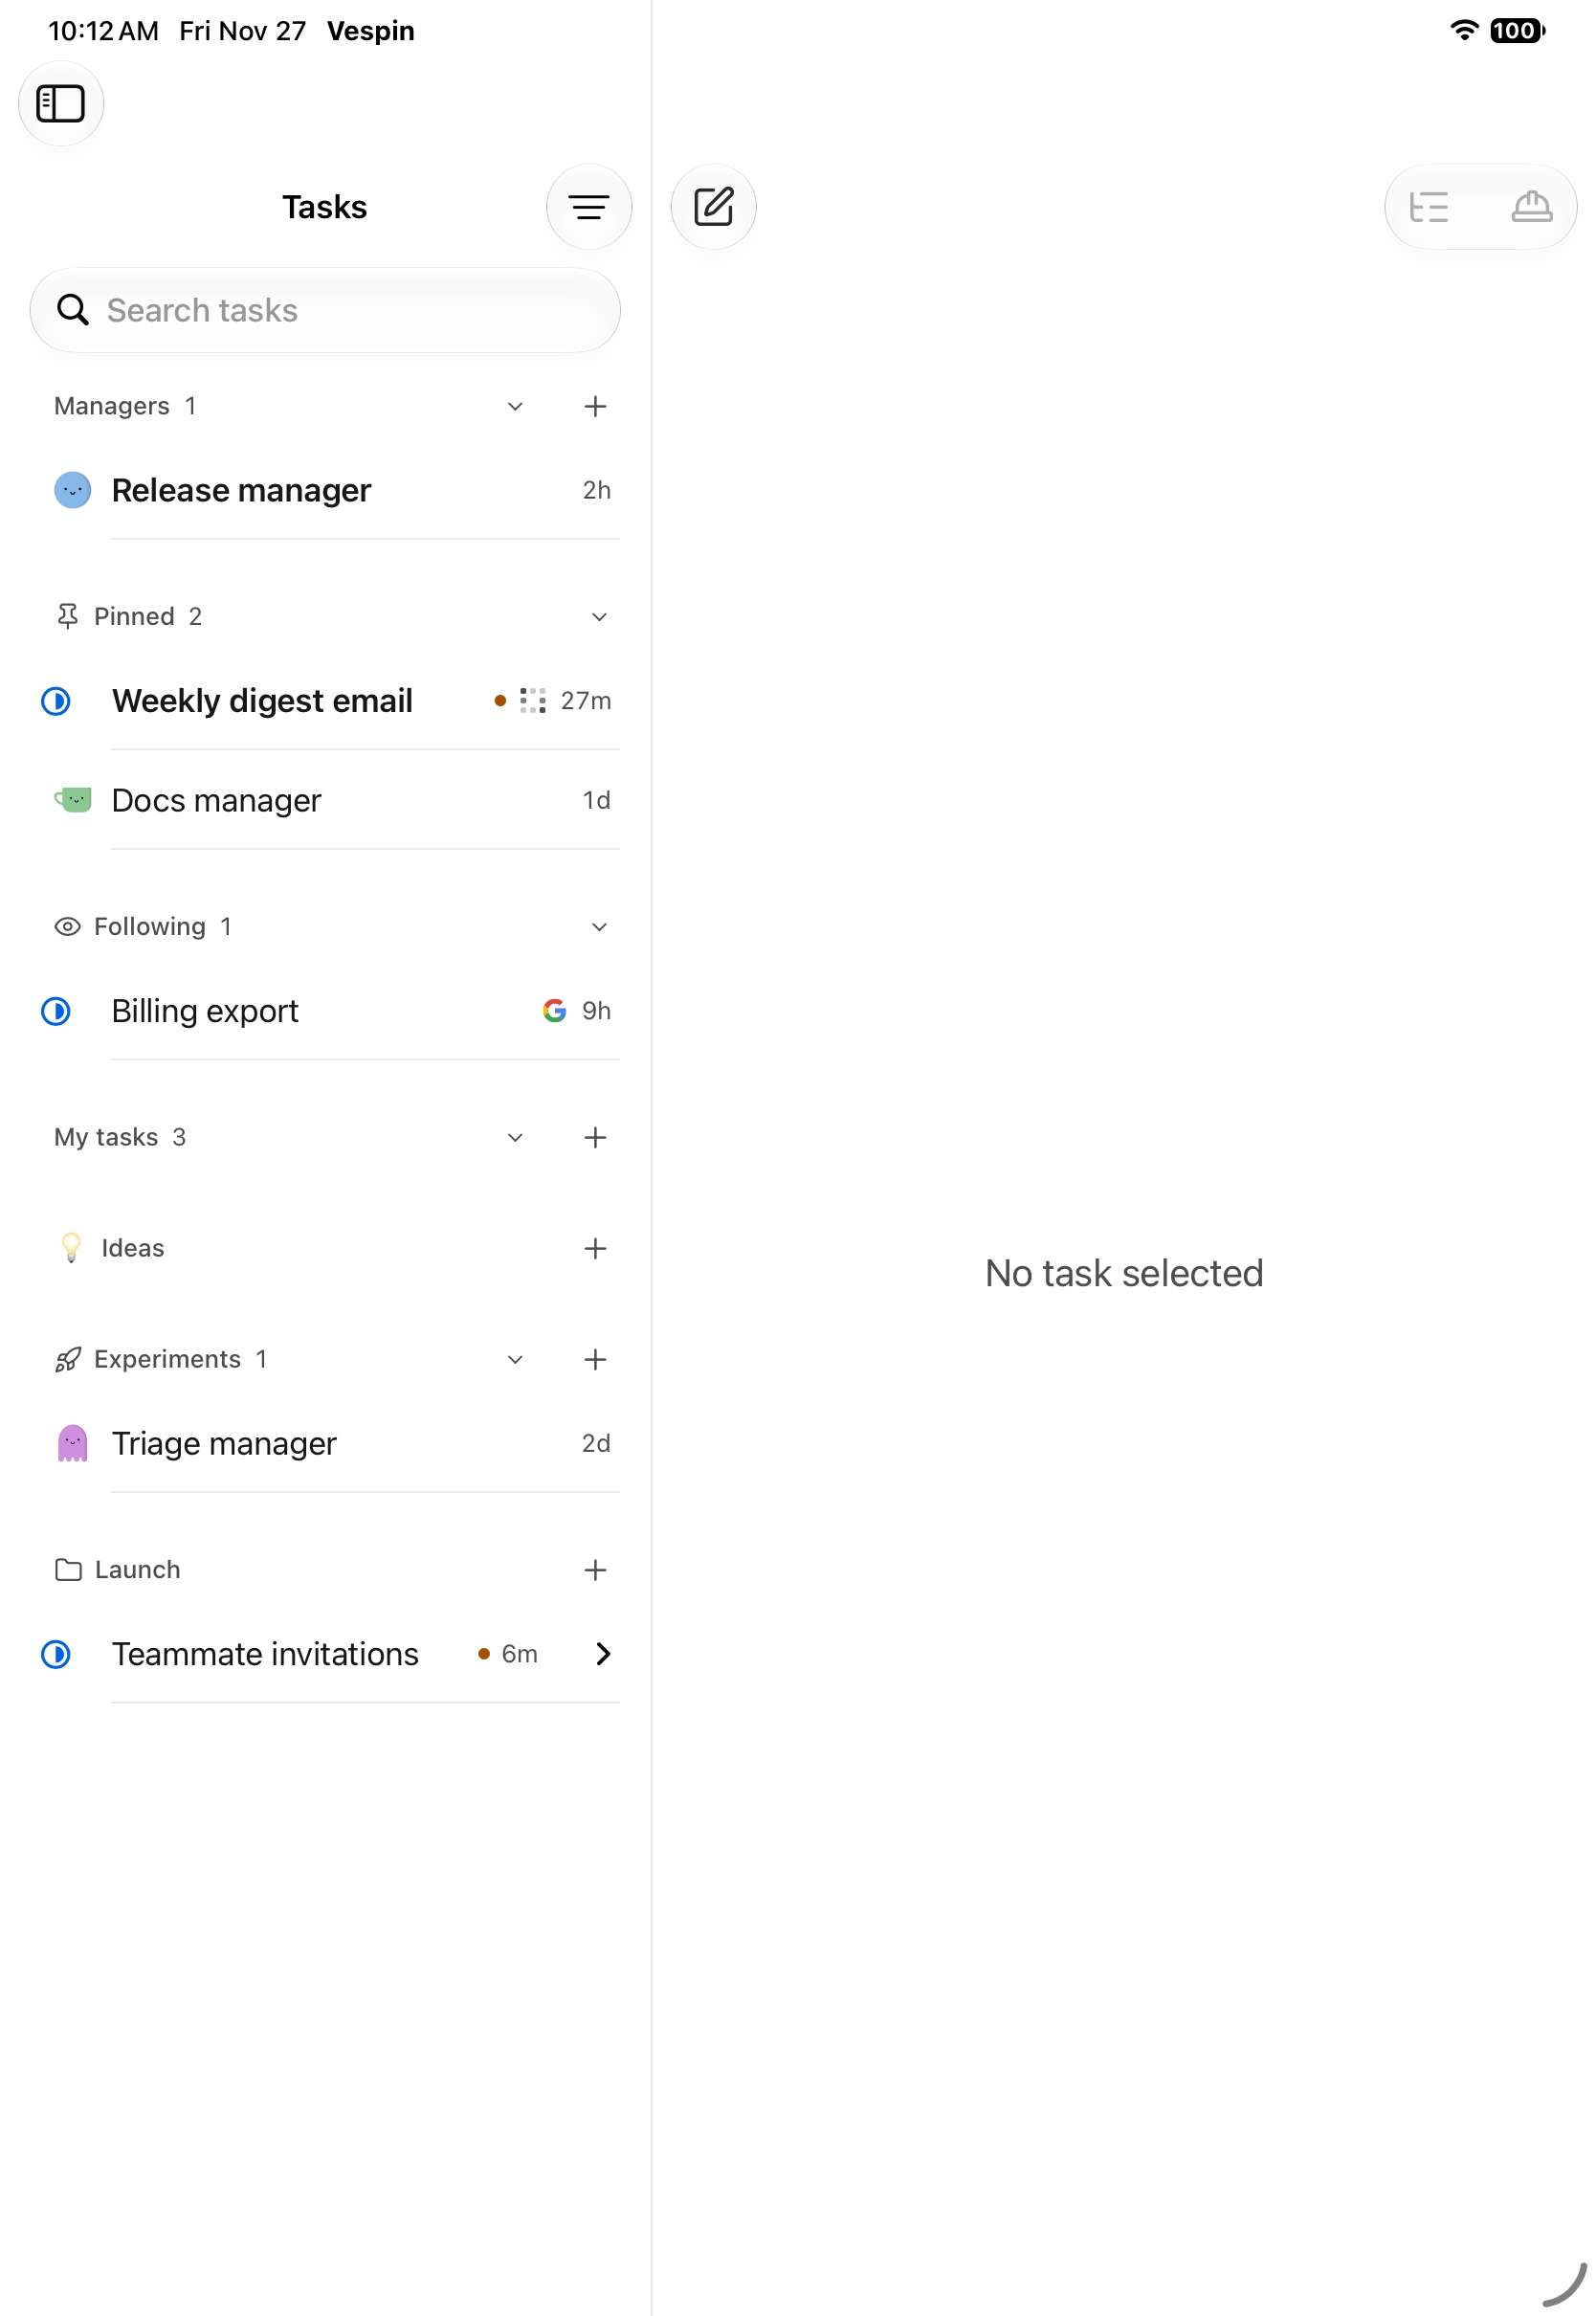 10:12 AM Fri Nov 27 Vespin
100
Tasks
Search tasks
Managers 1
Release manager 2h
Pinned 2
Weekly digest email 27m
Docs manager 1d
Following 1
Billing export 9h
My tasks 3
Ideas
Experiments 1
Triage manager 2d
Launch
Teammate invitations 6m
No task selected